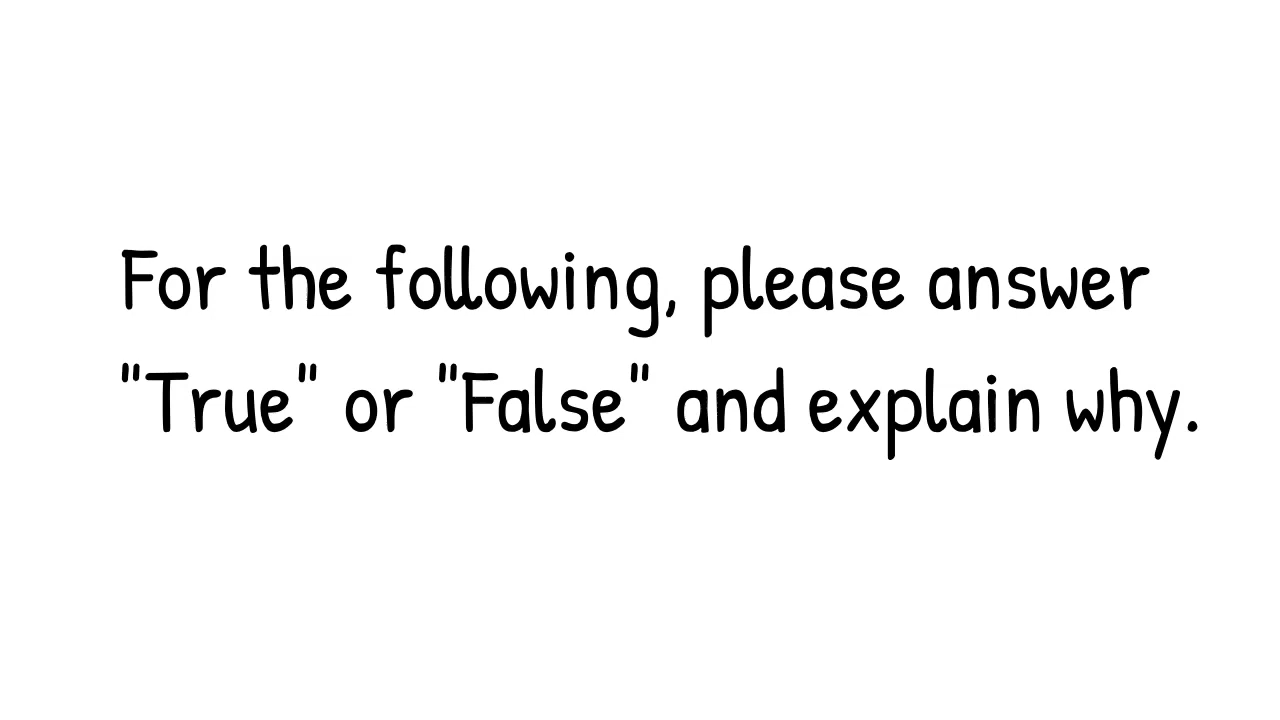 For the following, please answer
"True" or "False" and explain why.